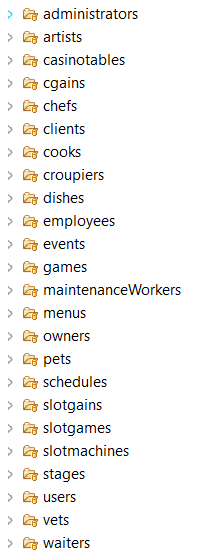 administrators
artists
casinotables
cgains
chefs
clients
cooks
croupiers
dishes
employees
events
games
maintenanceWorkers
menus
owners
pets
schedules
slotgains
slotgames
slotmachines
stages
users
vets
waiters